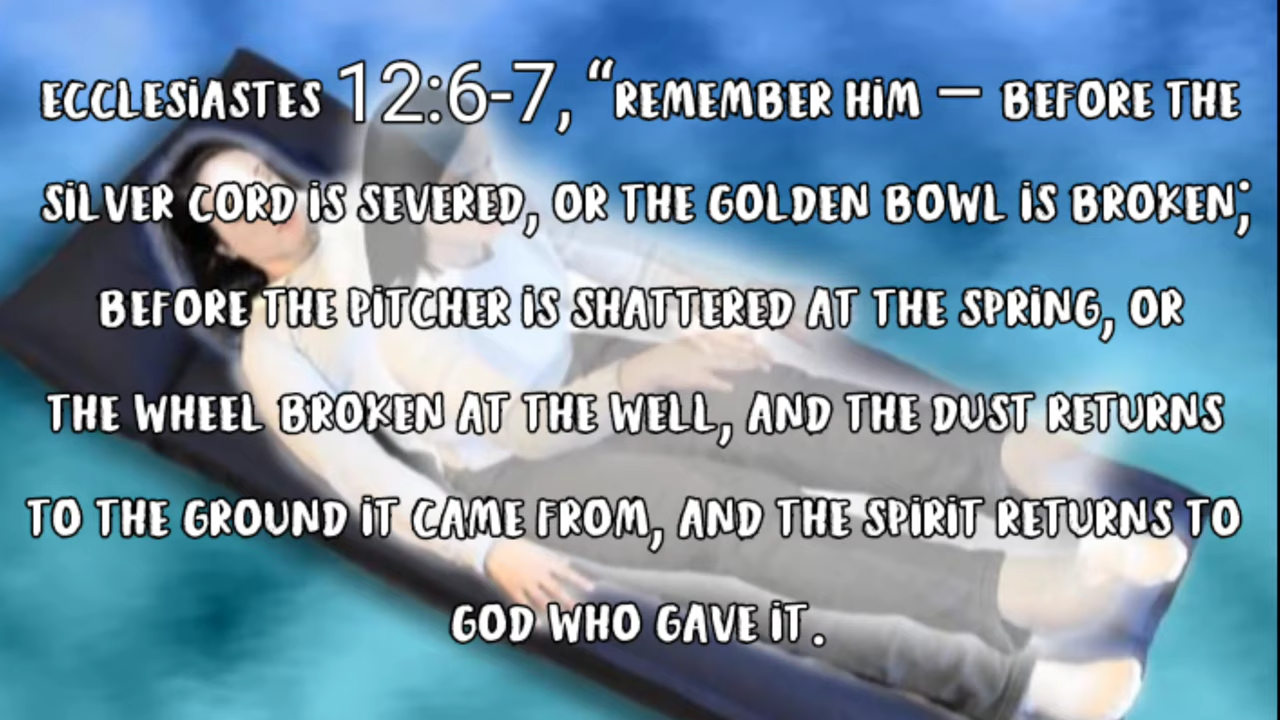 ECCLESiASTES 12:6-7, “REMEMBER HiM – BEFORE THE
SiLVER CORD iS SEVERED, OR THE GOLDEN BOWL iS BROKEN;
BEFORE THE PiTCHER iS SHATTERED AT THE SPRiNG, OR
THE WHEEL BROKEN AT THE WELL, AND THE DUST RETURNS
TO THE GROUND iT CAME FROM, AND THE SPiRiT RETURNS TO
GOD WHO GAVE iT.